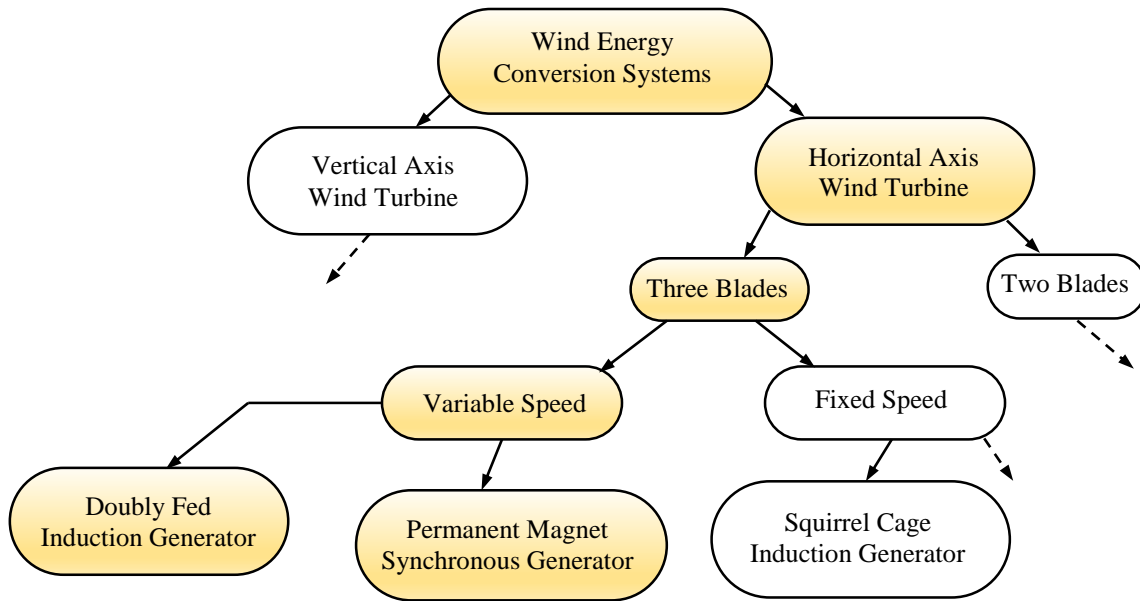 Wind Energy
Conversion Systems
Vertical Axis
Wind Turbine
Horizontal Axis
Wind Turbine
Three Blades
Two Blades
Variable Speed
Fixed Speed
Doubly Fed
Induction Generator
Permanent Magnet
Synchronous Generator
Squirrel Cage
Induction Generator